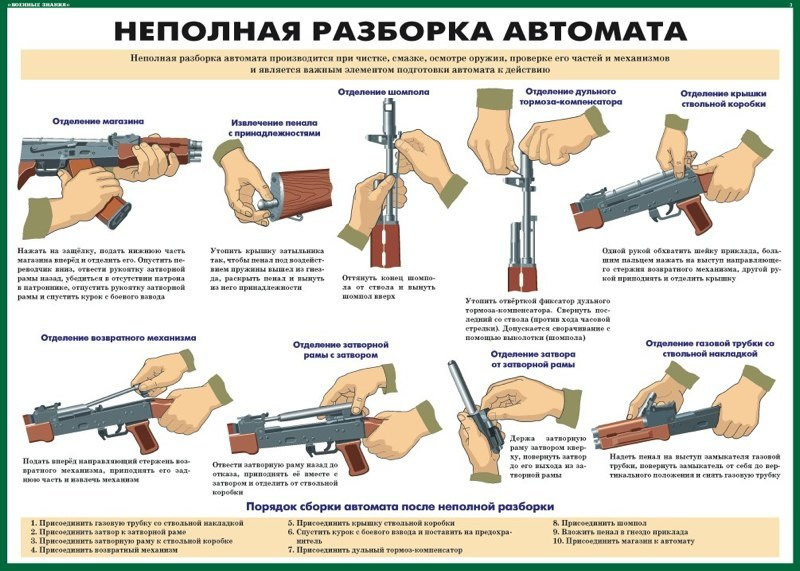 «ВОЕННЫЕ ЗНАНИЯ»
1
НЕПОЛНАЯ РАЗБОРКА АВТОМАТА
Неполная разборка автомата производится при чистке, смазке, осмотре оружия, проверке его частей и механизмов
и является важным элементом подготовки автомата к действию
Отделение магазина
Нажать на защёлку, подать нижнюю часть
магазина вперёд и отделить его. Опустить пе-
реводчик вниз, отвести рукоятку затворной
рамы назад, убедиться в отсутствии патрона
в патроннике, отпустить рукоятку затворной
рамы и спустить курок с боевого взвода
Извлечение пенала
с принадлежностями
Утопить крышку затыльника
так, чтобы пенал под воздейст-
вием пружины вышел из гнез-
да, раскрыть пенал и вынуть
из него принадлежности
Отделение шомпола
Оттянуть конец шомпо-
ла от ствола и вынуть
шомпол вверх
Отделение дульного
тормоза-компенсатора
Утопить отвёрткой фиксатор дульного
тормоза-компенсатора. Свернуть пос-
ледний со ствола (против хода часовой
стрелки). Допускается сворачивание с
помощью выколотки (шомпола)
Отделение крышки
ствольной коробки
Одной рукой обхватить шейку приклада, боль-
шим пальцем нажать на выступ направляюще-
го стержня возвратного механизма, другой ру-
кой приподнять и отделить крышку
Отделение возвратного механизма
Подать вперёд направляющий стержень воз-
вратного механизма, приподнять его зад-
нюю часть и извлечь механизм
Отделение затворной
рамы с затвором
Отвести затворную раму назад до
отказа, приподнять её вместе с
затвором и отделить от ствольной
коробки
Отделение затвора
от затворной рамы
Держа затворную
раму затвором квер-
ху, повернуть затвор
до его выхода из за-
творной рамы
Отделение газовой трубки со
ствольной накладкой
Надеть пенал на выступ замыкателя газовой
трубки, повернуть замыкатель от себя до вер-
тикального положения и снять газовую трубку
Порядок сборки автомата после неполной разборки
1. Присоединить газовую трубку со ствольной накладкой
2. Присоединить затвор к затворной раме
3. Присоединить затворную раму к ствольной коробке
4. Присоединить возвратный механизм
5. Присоединить крышку ствольной коробки
6. Спустить курок с боевого взвода и поставить на предохра-
нитель
7. Присоединить дульный тормоз-компенсатор
8. Присоединить шомпол
9. Вложить пенал в гнездо приклада
10. Присоединить магазин к автомату